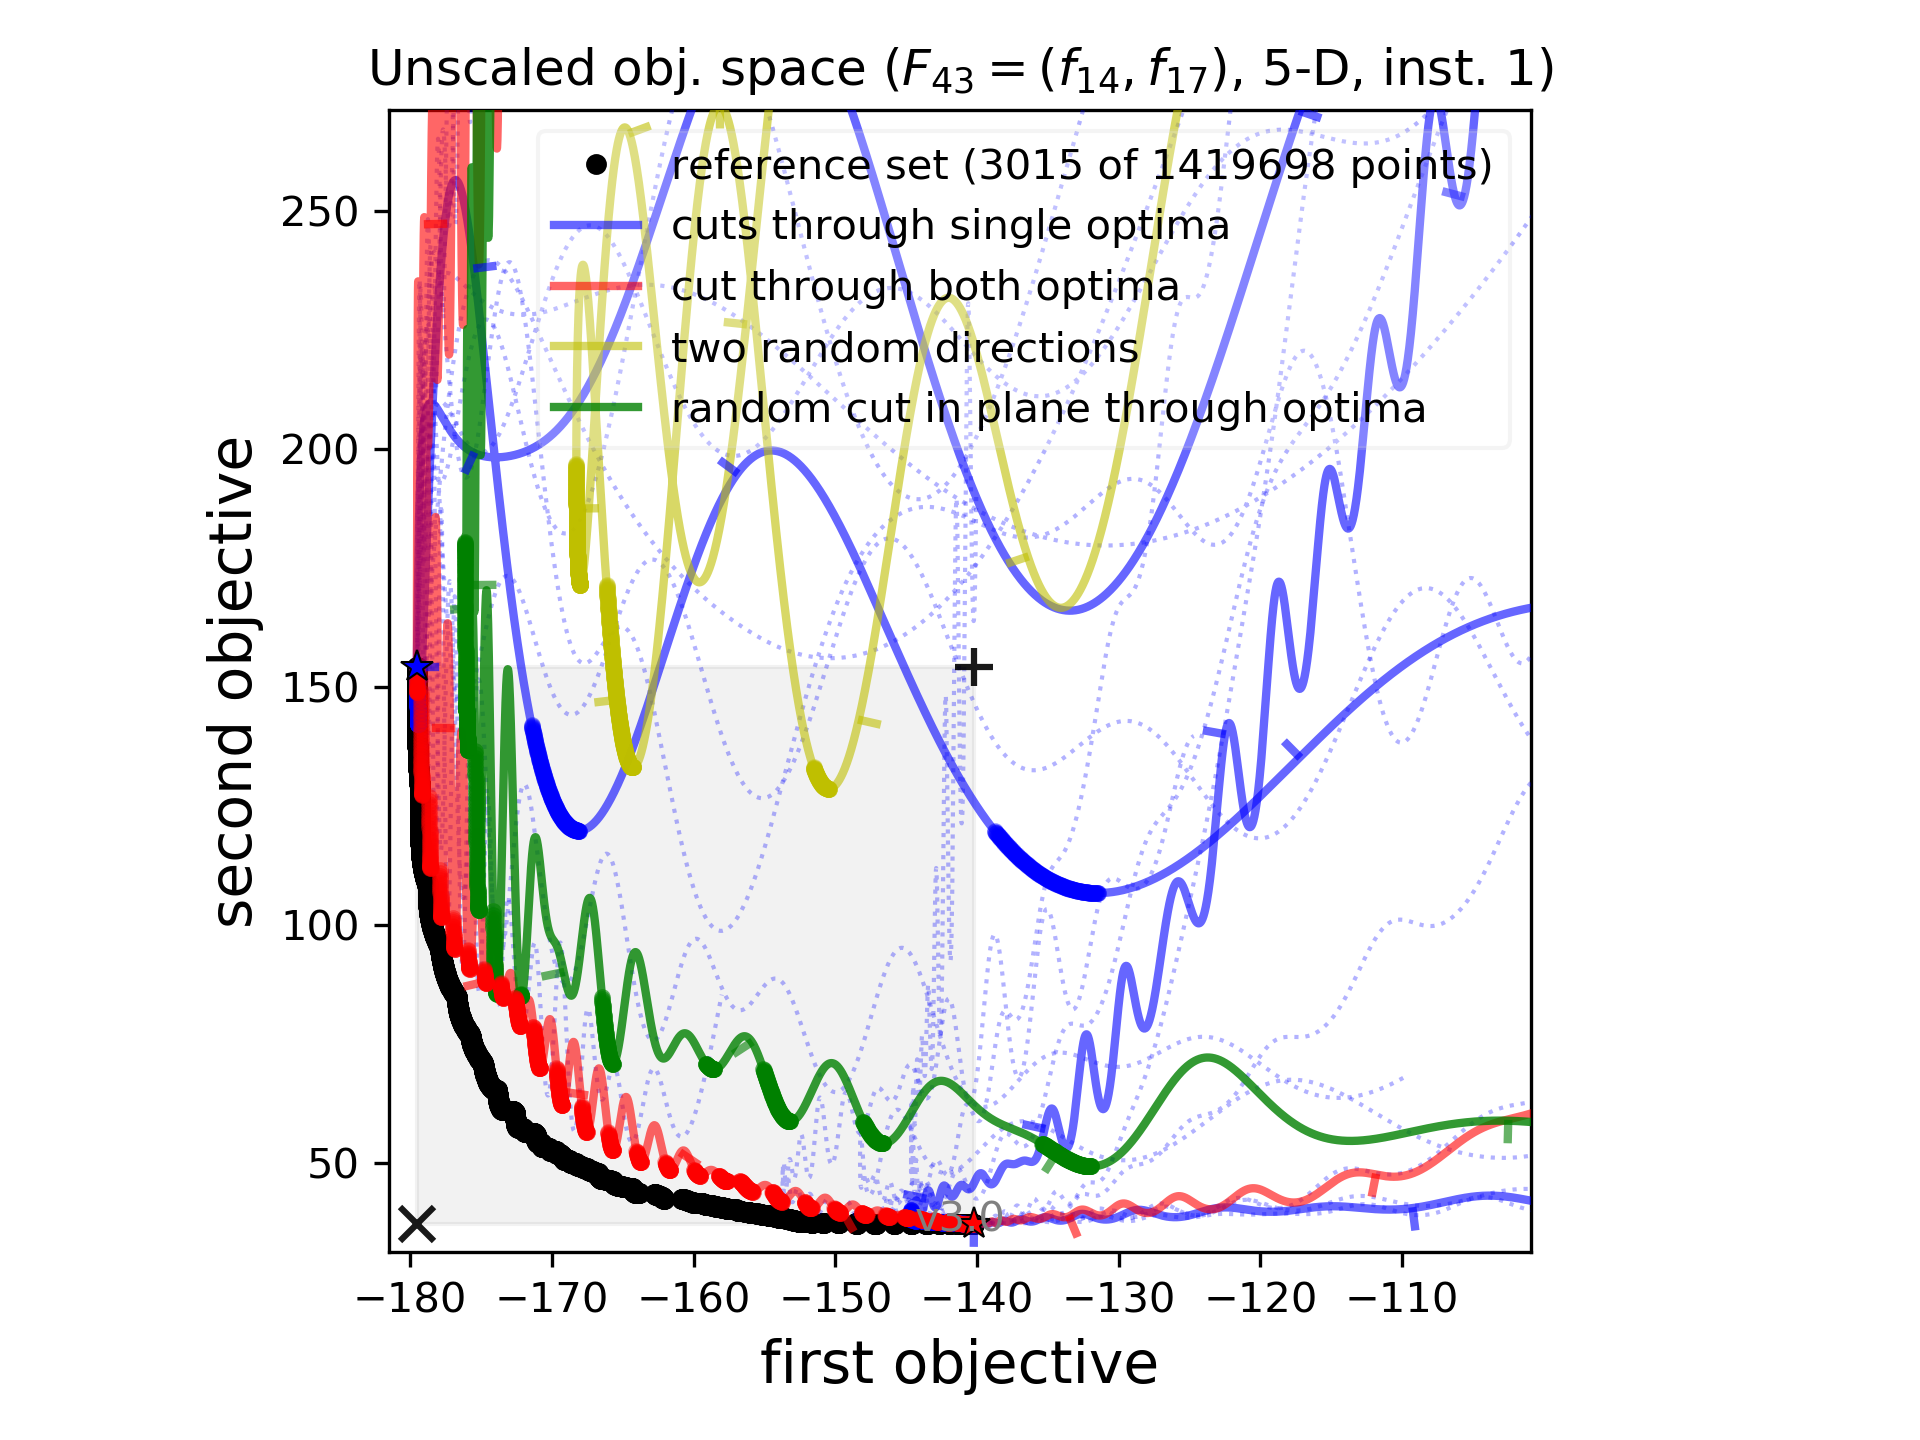 Unscaled obj. space (F43 = (f14, f17), 5-D, inst. 1)
reference set (3015 of 1419698 points)
cuts through single optima
cut through both optima
two random directions
random cut in plane through optima
250
200
150
100
50
second objective
v3.0
−180 −170 −160 −150 −140 −130 −120 −110
first objective